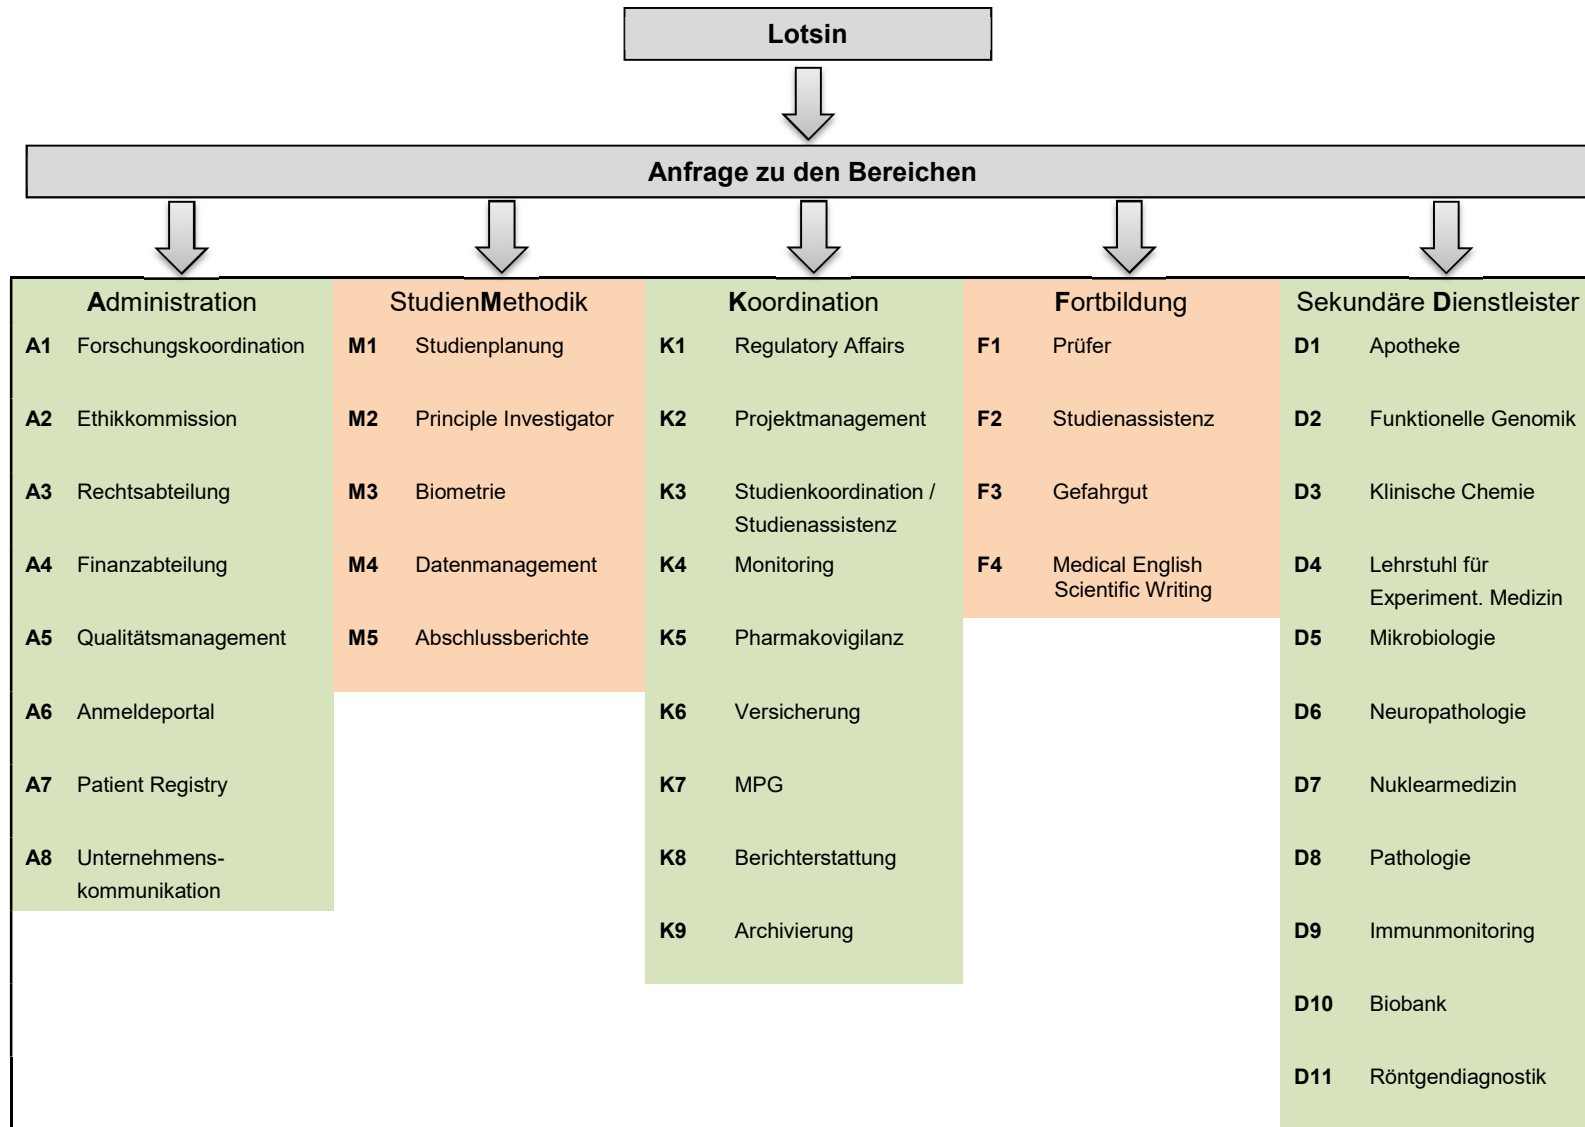 Lotsin
Anfrage zu den Bereichen
Administration
A1 Forschungskoordination
A2 Ethikkommission
A3 Rechtsabteilung
A4 Finanzabteilung
A5 Qualitätsmanagement
A6 Anmeldeportal
A7 Patient Registry
A8 Unternehmens-
kommunikation
StudienMethodik
M1 Studienplanung
M2 Principle Investigator
M3 Biometrie
M4 Datenmanagement
M5 Abschlussberichte
Koordination
K1 Regulatory Affairs
K2 Projektmanagement
K3 Studienkoordination /
Studienassistenz
K4 Monitoring
K5 Pharmakovigilanz
K6 Versicherung
K7 MPG
K8 Berichterstattung
K9 Archivierung
Fortbildung
F1 Prüfer
F2 Studienassistenz
F3 Gefahrgut
F4 Medical English
Scientific Writing
Sekundäre Dienstleister
D1 Apotheke
D2 Funktionelle Genomik
D3 Klinische Chemie
D4 Lehrstuhl für
Experiment. Medizin
D5 Mikrobiologie
D6 Neuropathologie
D7 Nuklearmedizin
D8 Pathologie
D9 Immunmonitoring
D10 Biobank
D11 Röntgendiagnostik